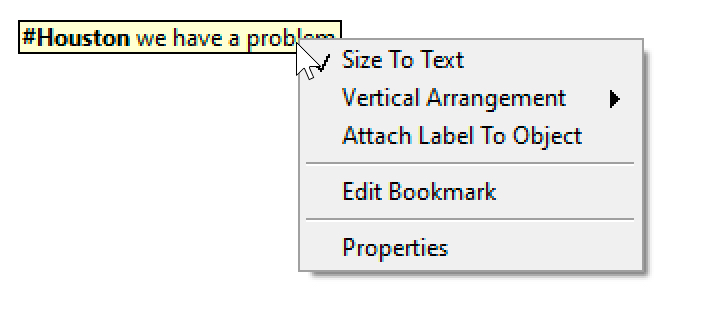 #Houston we have a problem
Size To Text
Vertical Arrangement
Attach Label To Object
Edit Bookmark
Properties